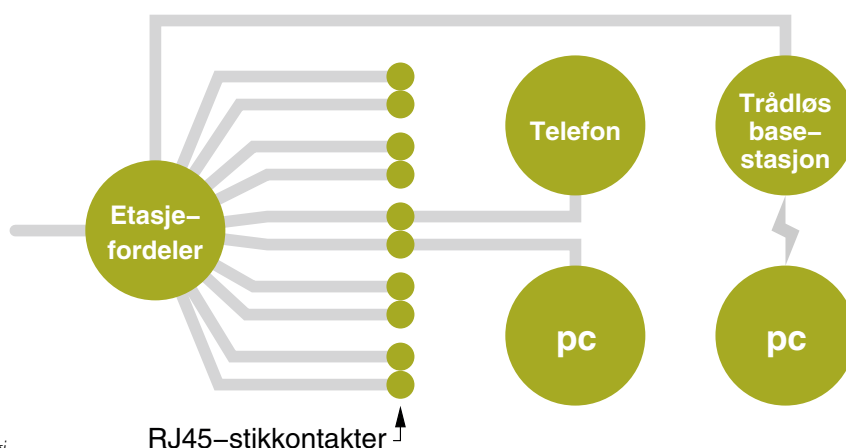 Telefon
Trådløs
base–
stasjon
Etasje–
fordeler
pc
pc
RJ45–stikkontakter